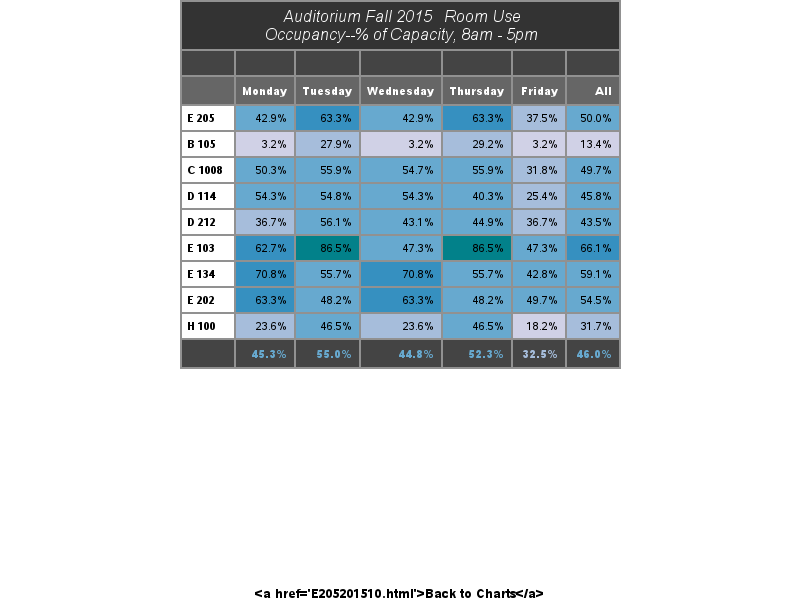 Auditorium Fall 2015 Room Use
Occupancy--% of Capacity, 8am - 5pm
Monday Tuesday Wednesday Thursday Friday All
E 205 42.9% 63.3% 42.9% 63.3% 37.5% 50.0%
B 105 3.2% 27.9% 3.2% 29.2% 3.2% 13.4%
C 1008 50.3% 55.9% 54.7% 55.9% 31.8% 49.7%
D 114 54.3% 54.8% 54.3% 40.3% 25.4% 45.8%
D 212 36.7% 56.1% 43.1% 44.9% 36.7% 43.5%
E 103 62.7% 86.5% 47.3% 86.5% 47.3% 66.1%
E 134 70.8% 55.7% 70.8% 55.7% 42.8% 59.1%
E 202 63.3% 48.2% 63.3% 48.2% 49.7% 54.5%
H 100 23.6% 46.5% 23.6% 46.5% 18.2% 31.7%
45.3% 55.0% 44.8% 52.3% 32.5% 46.0%
<a href='E205201510.html'>Back to Charts</a>